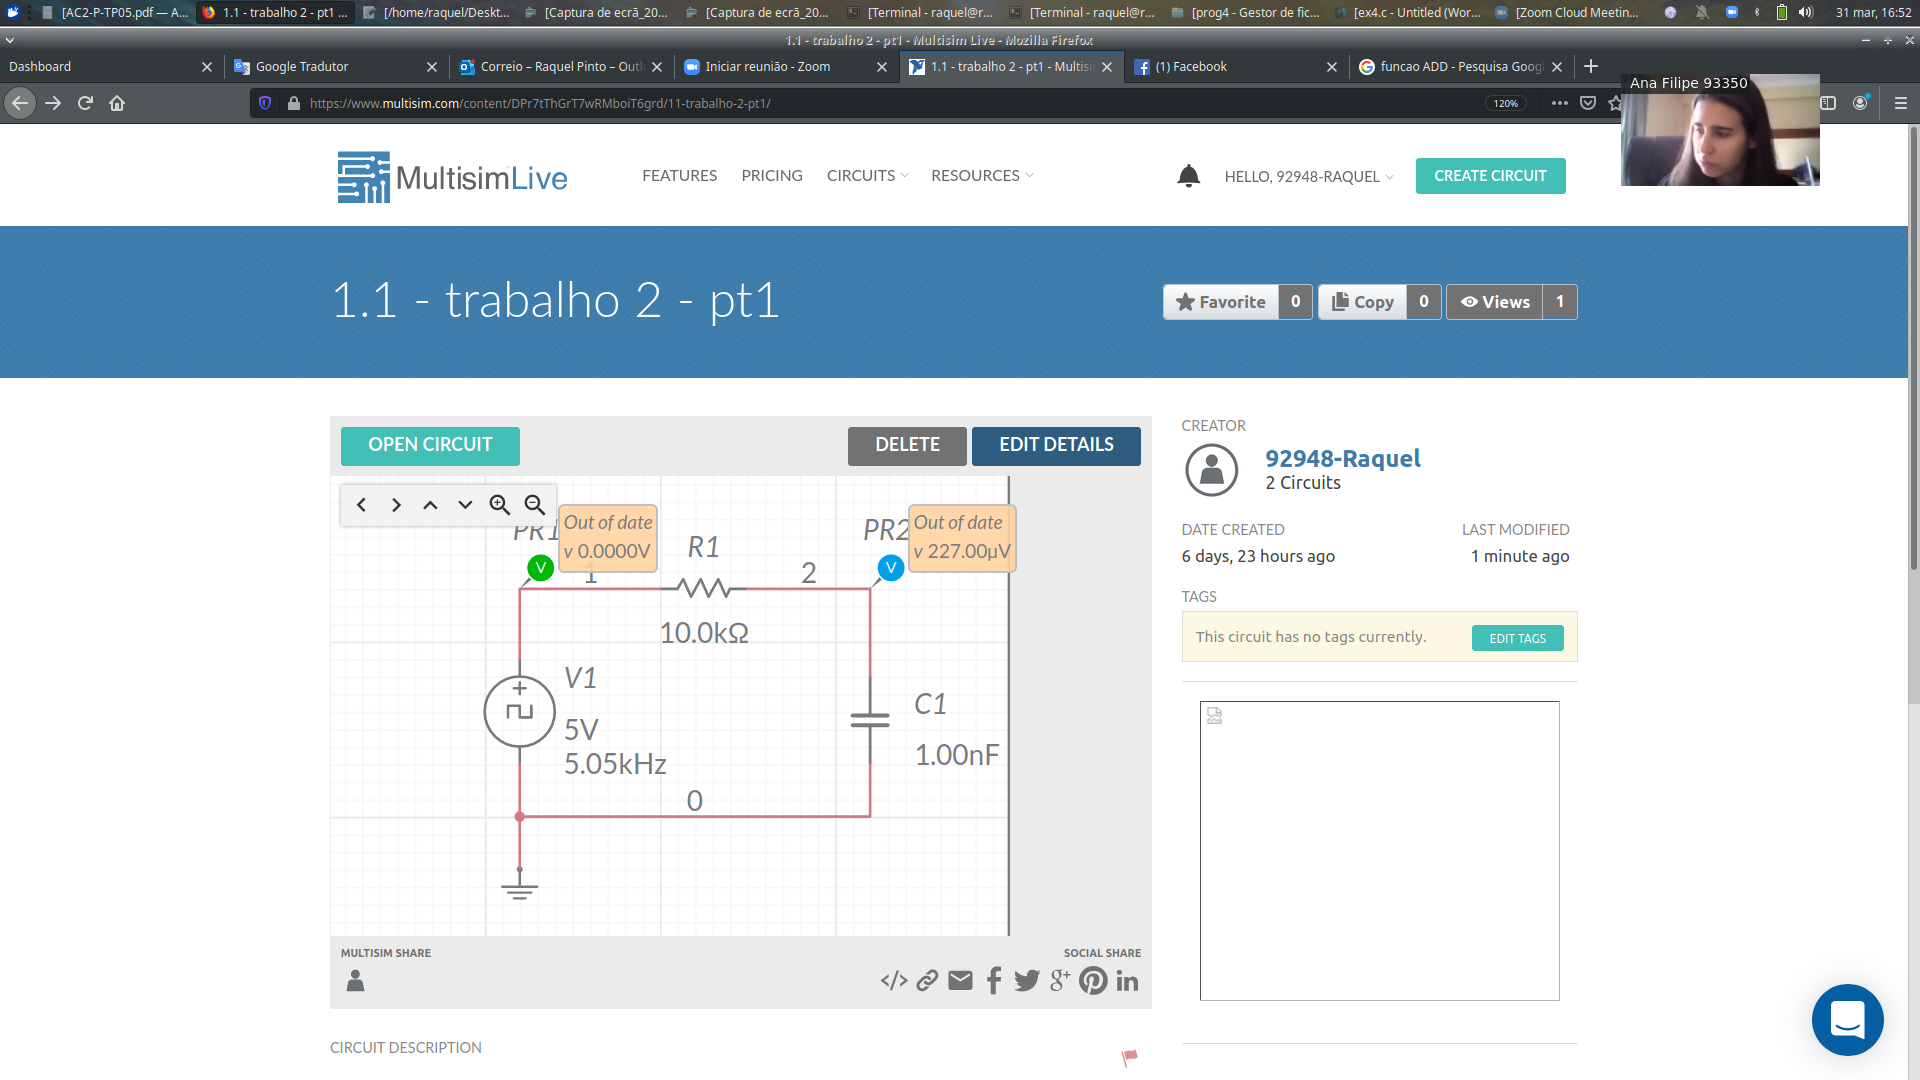 [AC2-P-TP05.pdf — A...
1.1 - trabalho 2 - pt1 ...
[/home/raquel/Deskt...
[Captura de ecrã_20...
[Captura de ecrã_20...
[Terminal - raquel@r...
[Terminal - raquel@r...
[prog4 - Gestor de fic...
[ex4.c - Untitled (Wor...
[Zoom Cloud Meetin...
31 mar, 16:52
1.1 - trabalho 2 - pt1 - Multisim Live - Mozilla Firefox
Dashboard
Google Tradutor
Correio – Raquel Pinto – Outl
Iniciar reunião - Zoom
1.1 - trabalho 2 - pt1 - Multisi
(1) Facebook
funcao ADD - Pesquisa Goog
https://www.multisim.com/content/DPr7tThGrT7wRMboiT6grd/11-trabalho-2-pt1/
120%
Ana Filipe 93350
MultisimLive
FEATURES
PRICING
CIRCUITS
RESOURCES
HELLO, 92948-RAQUEL
CREATE CIRCUIT
1.1 - trabalho 2 - pt1
Favorite 0
Copy 0
Views 1
OPEN CIRCUIT
DELETE
EDIT DETAILS
PR1
Out of date
v 0.0000V
1
R1
10.0kΩ
2
PR2
Out of date
v 227.00µV
V
V
V1
5V
5.05kHz
C1
1.00nF
0
MULTISIM SHARE
SOCIAL SHARE
CIRCUIT DESCRIPTION
CREATOR
92948-Raquel
2 Circuits
DATE CREATED
6 days, 23 hours ago
LAST MODIFIED
1 minute ago
TAGS
This circuit has no tags currently.
EDIT TAGS